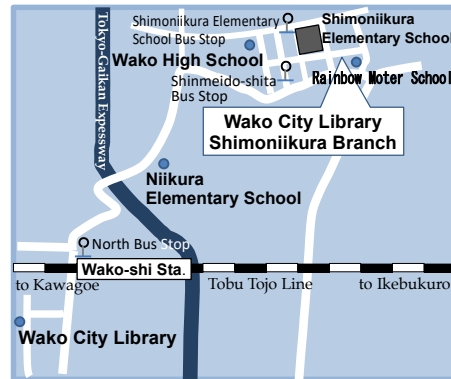 Shimoniikura Elementary
School Bus Stop
Shimoniikura
Elementary School
Wako High School
Shinmeido-shita
Bus Stop
Rainbow Moter School
Tokyo-Gaikan Expessway
Wako City Library
Shimoniikura Branch
Niikura
Elementary School
North Bus Stop
Wako-shi Sta.
to Kawagoe
Tobu Tojo Line
to Ikebukuro
Wako City Library